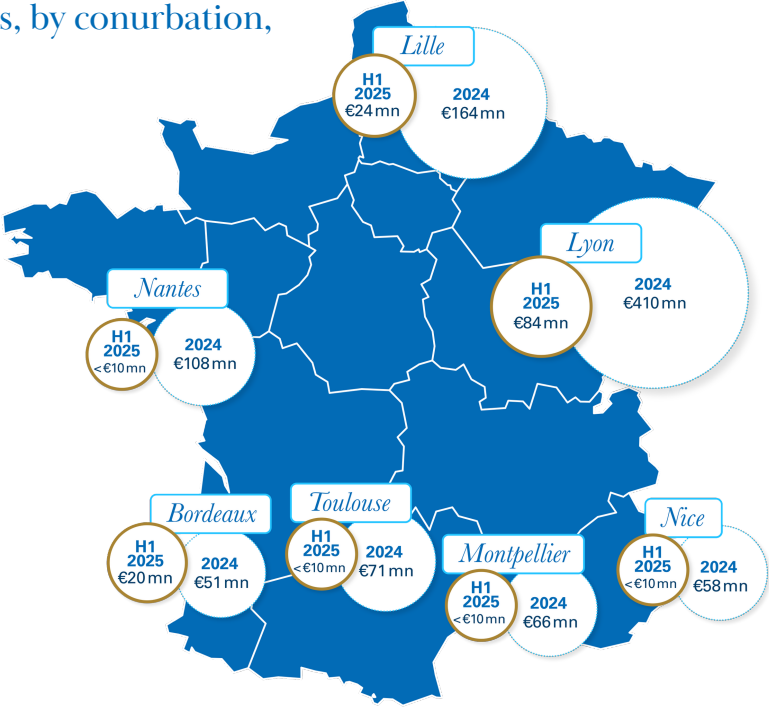 s, by conurbation,
Lille
H1
2025
€24 mn
2024
€164 mn
Lyon
H1
2025
€84 mn
2024
€410 mn
Nantes
H1
2025
<€10 mn
2024
€108 mn
Bordeaux
H1
2025
€20 mn
2024
€51 mn
Toulouse
H1
2025
<€10 mn
2024
€71 mn
Montpellier
H1
2025
<€10 mn
2024
€66 mn
Nice
H1
2025
<€10 mn
2024
€58 mn